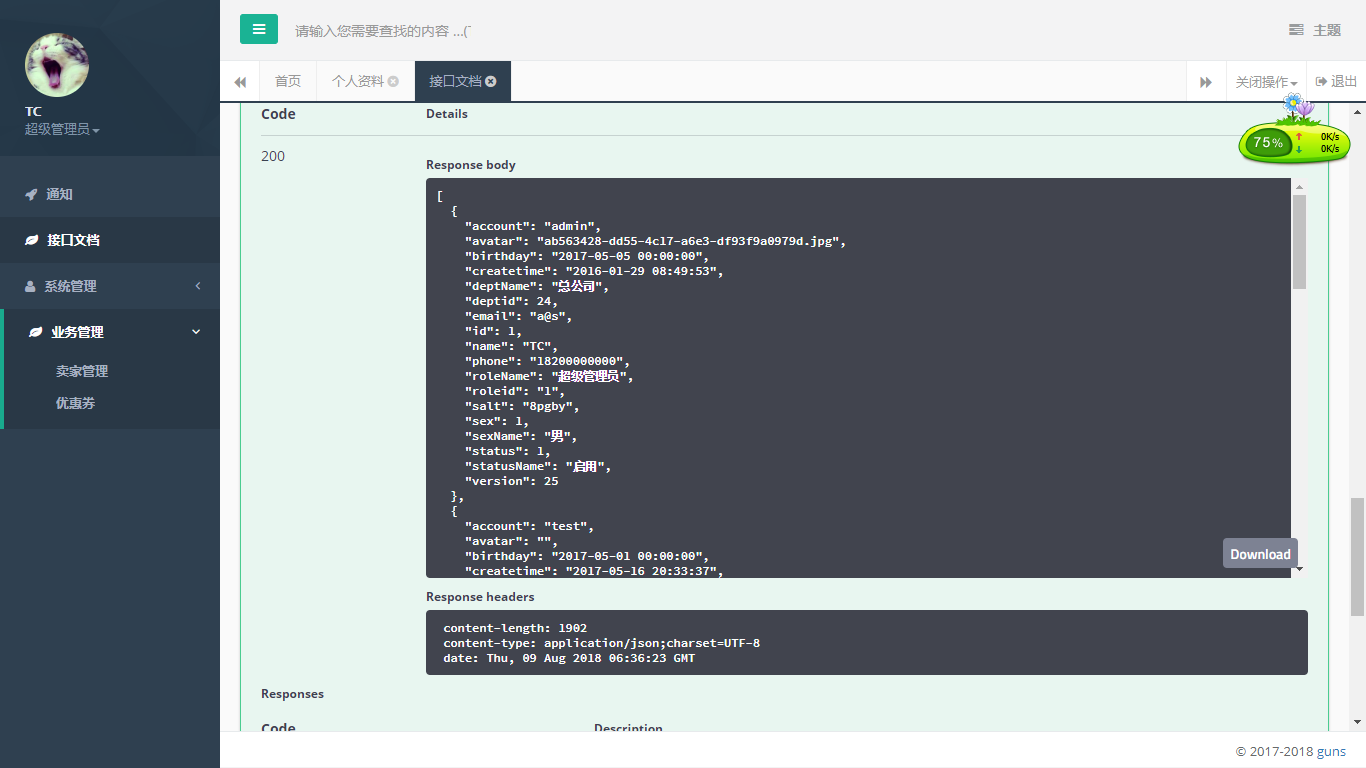 请输入您需要查找的内容 ...(
主题
首页
个人资料
接口文档
关闭操作
退出
TC
超级管理员
通知
接口文档
系统管理
业务管理
卖家管理
优惠券
75%
0K/s
0K/s
Code
Details
200
Response body
[
{
"account": "admin",
"avatar": "ab563428-dd55-4c17-a6e3-df93f9a0979d.jpg",
"birthday": "2017-05-05 00:00:00",
"createtime": "2016-01-29 08:49:53",
"deptName": "总公司",
"deptid": 24,
"email": "a@s",
"id": 1,
"name": "TC",
"phone": "18200000000",
"roleName": "超级管理员",
"roleid": "1",
"salt": "8pgby",
"sex": 1,
"sexName": "男",
"status": 1,
"statusName": "启用",
"version": 25
},
{
"account": "test",
"avatar": "",
"birthday": "2017-05-01 00:00:00",
"createtime": "2017-05-16 20:33:37",
Download
Response headers
content-length: 1902
content-type: application/json;charset=UTF-8
date: Thu, 09 Aug 2018 06:36:23 GMT
Responses
Code
Description
© 2017-2018 guns